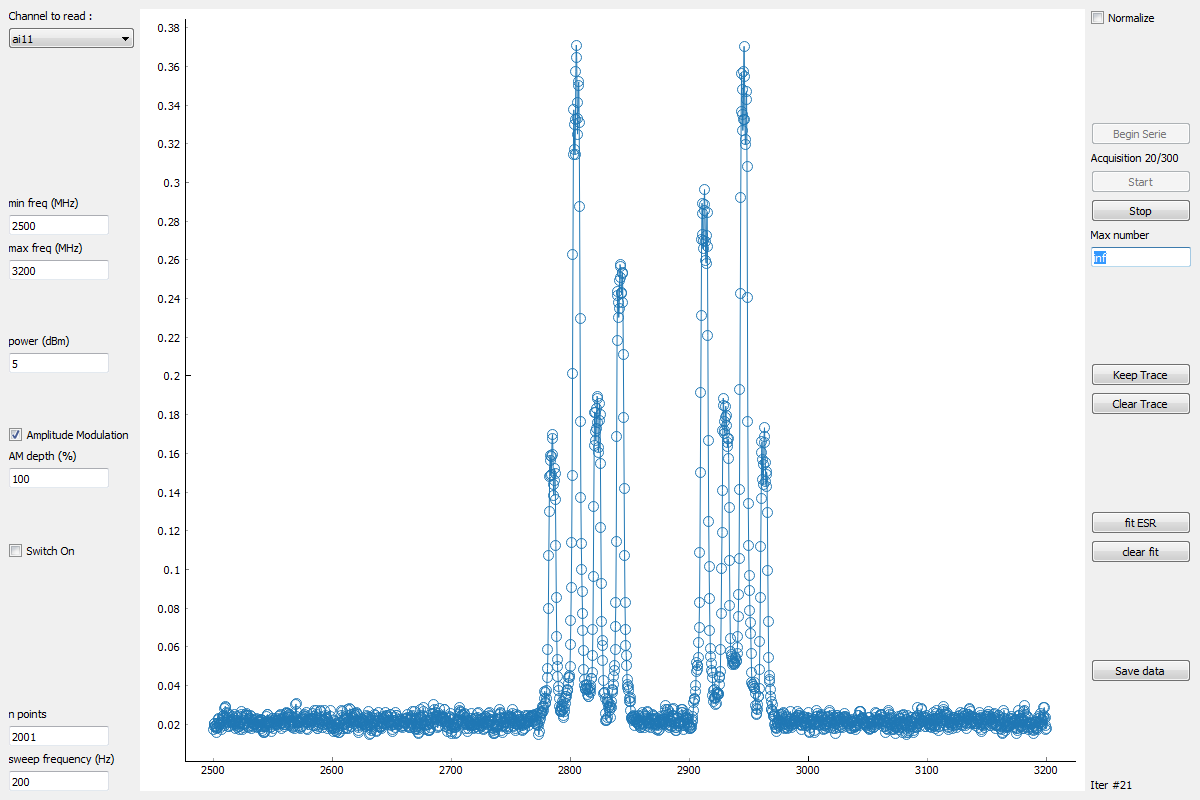 Channel to read :
ai11
min freq (MHz)
2500
max freq (MHz)
3200
power (dBm)
5
Amplitude Modulation
AM depth (%)
100
Switch On
n points
2001
sweep frequency (Hz)
200
0.38
0.36
0.34
0.32
0.3
0.28
0.26
0.24
0.22
0.2
0.18
0.16
0.14
0.12
0.1
0.08
0.06
0.04
0.02
2500 2600 2700 2800 2900 3000 3100 3200
Normalize
Begin Serie
Acquisition 20/300
Start
Stop
Max number
inf
Keep Trace
Clear Trace
fit ESR
clear fit
Save data
Iter #21